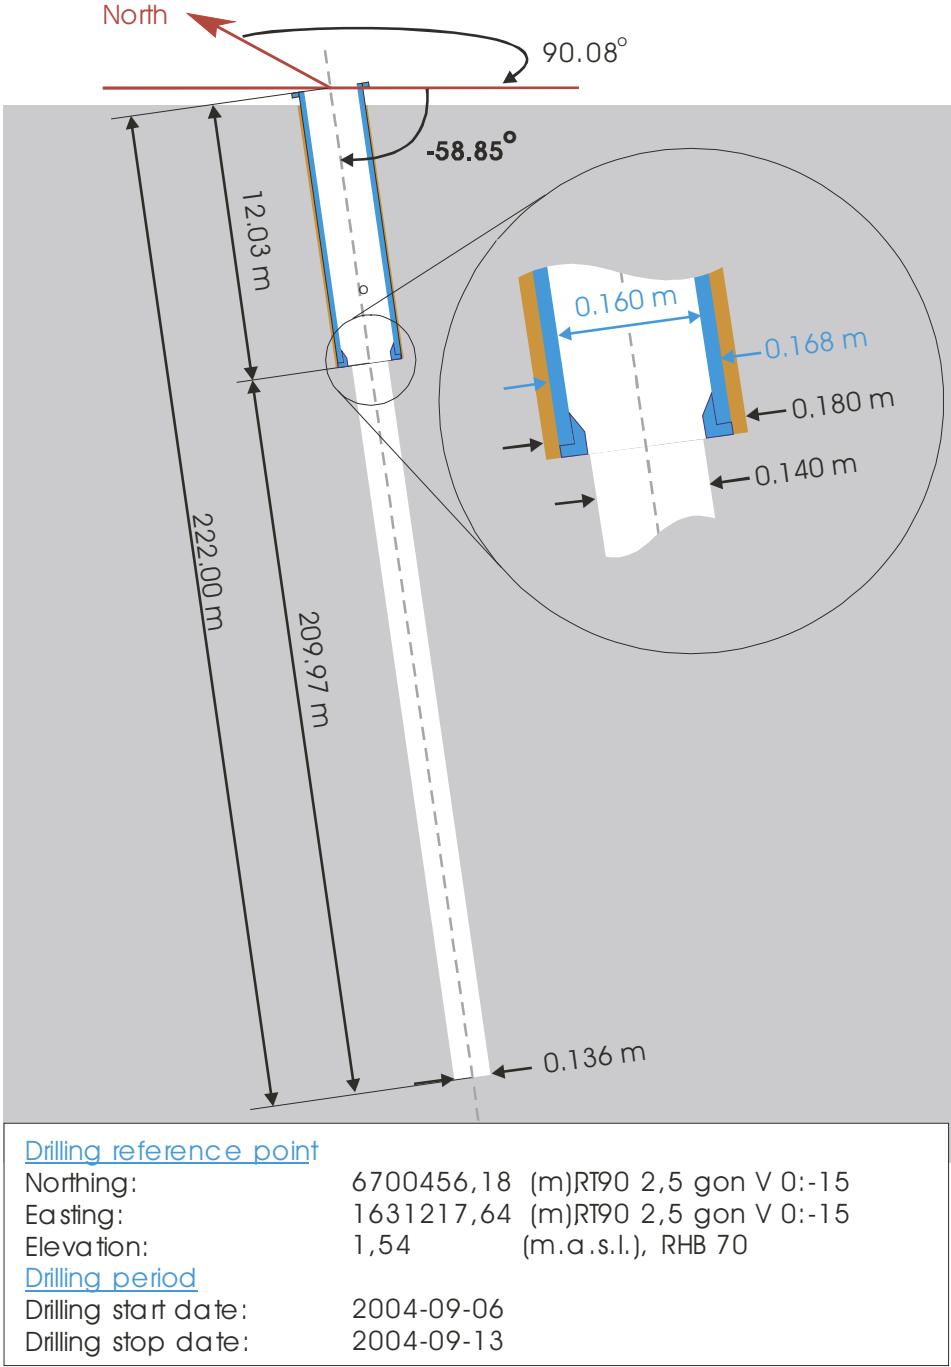 North
90.08°
-58.85°
12.03 m
0.160 m
0.168 m
0.180 m
0.140 m
222.00 m
209.97 m
0.136 m
Drilling reference point
Northing: 6700456,18 (m)RT90 2,5 gon V 0:-15
Easting: 1631217,64 (m)RT90 2,5 gon V 0:-15
Elevation: 1,54 (m.a.s.l.), RHB 70
Drilling period
Drilling start date: 2004-09-06
Drilling stop date: 2004-09-13